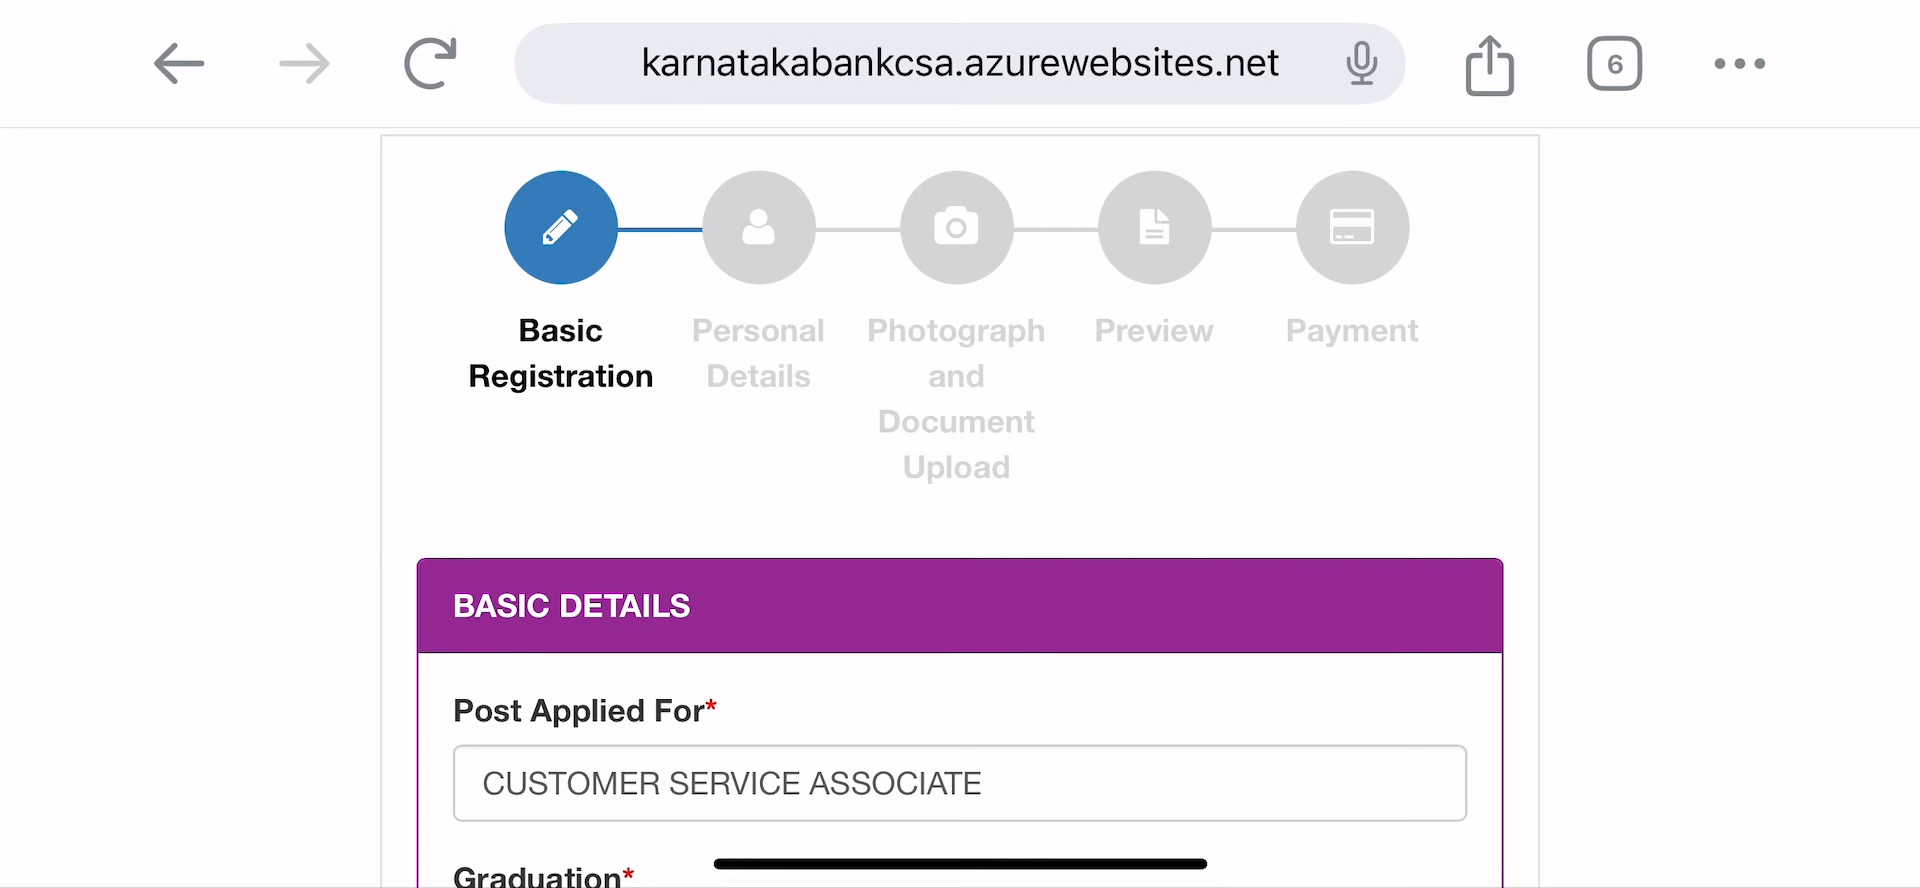 karnatakabankcsa.azurewebsites.net
6
Basic
Registration
Personal
Details
Photograph
and
Document
Upload
Preview
Payment
BASIC DETAILS
Post Applied For*
CUSTOMER SERVICE ASSOCIATE
Graduation*